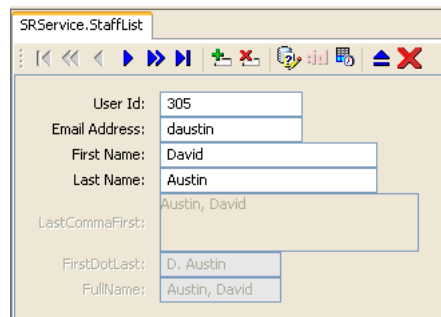 SRService.StaffList
User Id: 305
Email Address: daustin
First Name: David
Last Name: Austin
LastCommaFirst: Austin, David
FirstDotLast: D. Austin
FullName: Austin, David